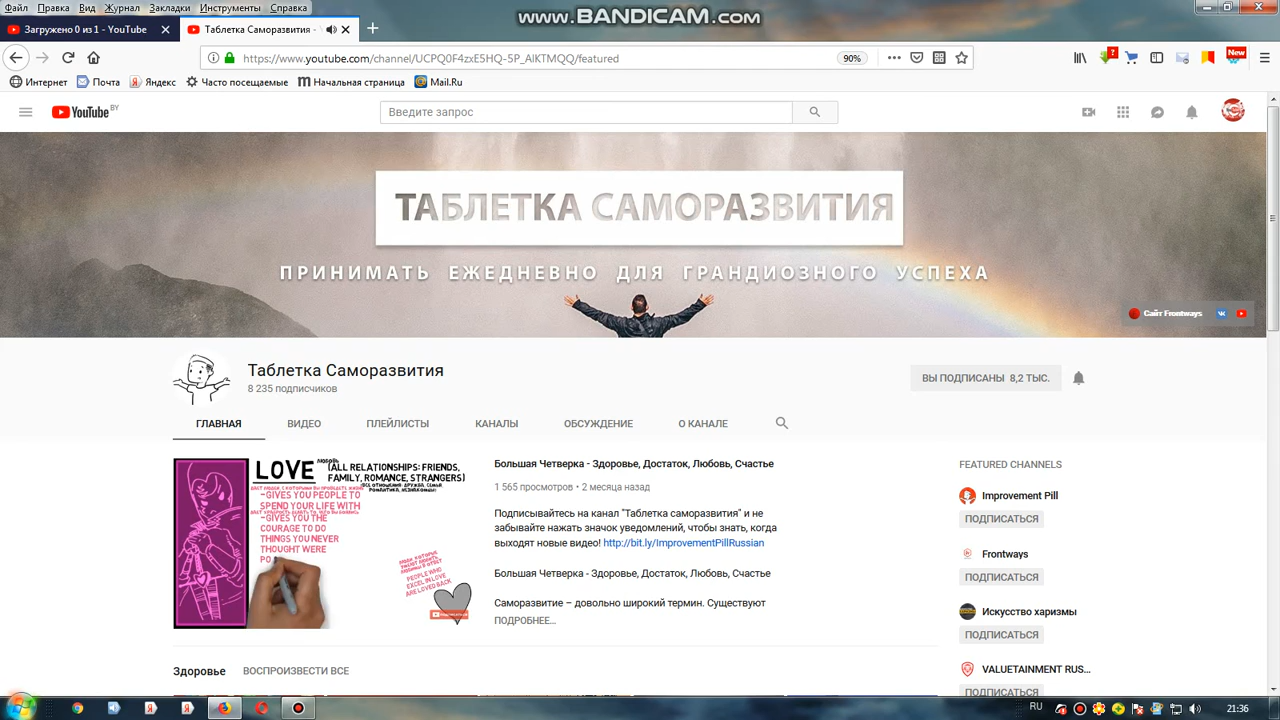 Файл Правка Вид Журнал Закладки Инструменты Справка
www.BANDICAM.com
Загружено 0 из 1 - YouTube
Таблетка Саморазвития -
https://www.youtube.com/channel/UCPQ0F4zxE5HQ-5P_AlKTMQQ/featured
90%
New
Интернет Почта Яндекс Часто посещаемые Начальная страница Mail.Ru
YouTube BY
Введите запрос
ТАБЛЕТКА САМОРАЗВИТИЯ
ПРИНИМАТЬ ЕЖЕДНЕВНО ДЛЯ ГРАНДИОЗНОГО УСПЕХА
Сайт Frontways
Таблетка Саморазвития
8 235 подписчиков
ВЫ ПОДПИСАНЫ 8,2 ТЫС.
ГЛАВНАЯ ВИДЕО ПЛЕЙЛИСТЫ КАНАЛЫ ОБСУЖДЕНИЕ О КАНАЛЕ
LOVE
ЛЮБОВЬ
(ALL RELATIONSHIPS: FRIENDS,
FAMILY, ROMANCE, STRANGERS)
-GIVES YOU PEOPLE TO
SPEND YOUR LIFE WITH
-GIVES YOU THE
COURAGE TO DO
THINGS YOU NEVER
THOUGHT WERE
PO
PEOPLE WHO
EXCEL IN LOVE
ARE LOVED BACK
Большая Четверка - Здоровье, Достаток, Любовь, Счастье
1 565 просмотров • 2 месяца назад
Подписывайтесь на канал "Таблетка саморазвития" и не
забывайте нажать значок уведомлений, чтобы знать, когда
выходят новые видео! http://bit.ly/ImprovementPillRussian
Большая Четверка - Здоровье, Достаток, Любовь, Счастье
Саморазвитие – довольно широкий термин. Существуют
ПОДРОБНЕЕ...
FEATURED CHANNELS
Improvement Pill
ПОДПИСАТЬСЯ
Frontways
ПОДПИСАТЬСЯ
Искусство харизмы
ПОДПИСАТЬСЯ
VALUETAINMENT RUS...
ПОДПИСАТЬСЯ
Здоровье ВОСПРОИЗВЕСТИ ВСЕ
RU
21:36